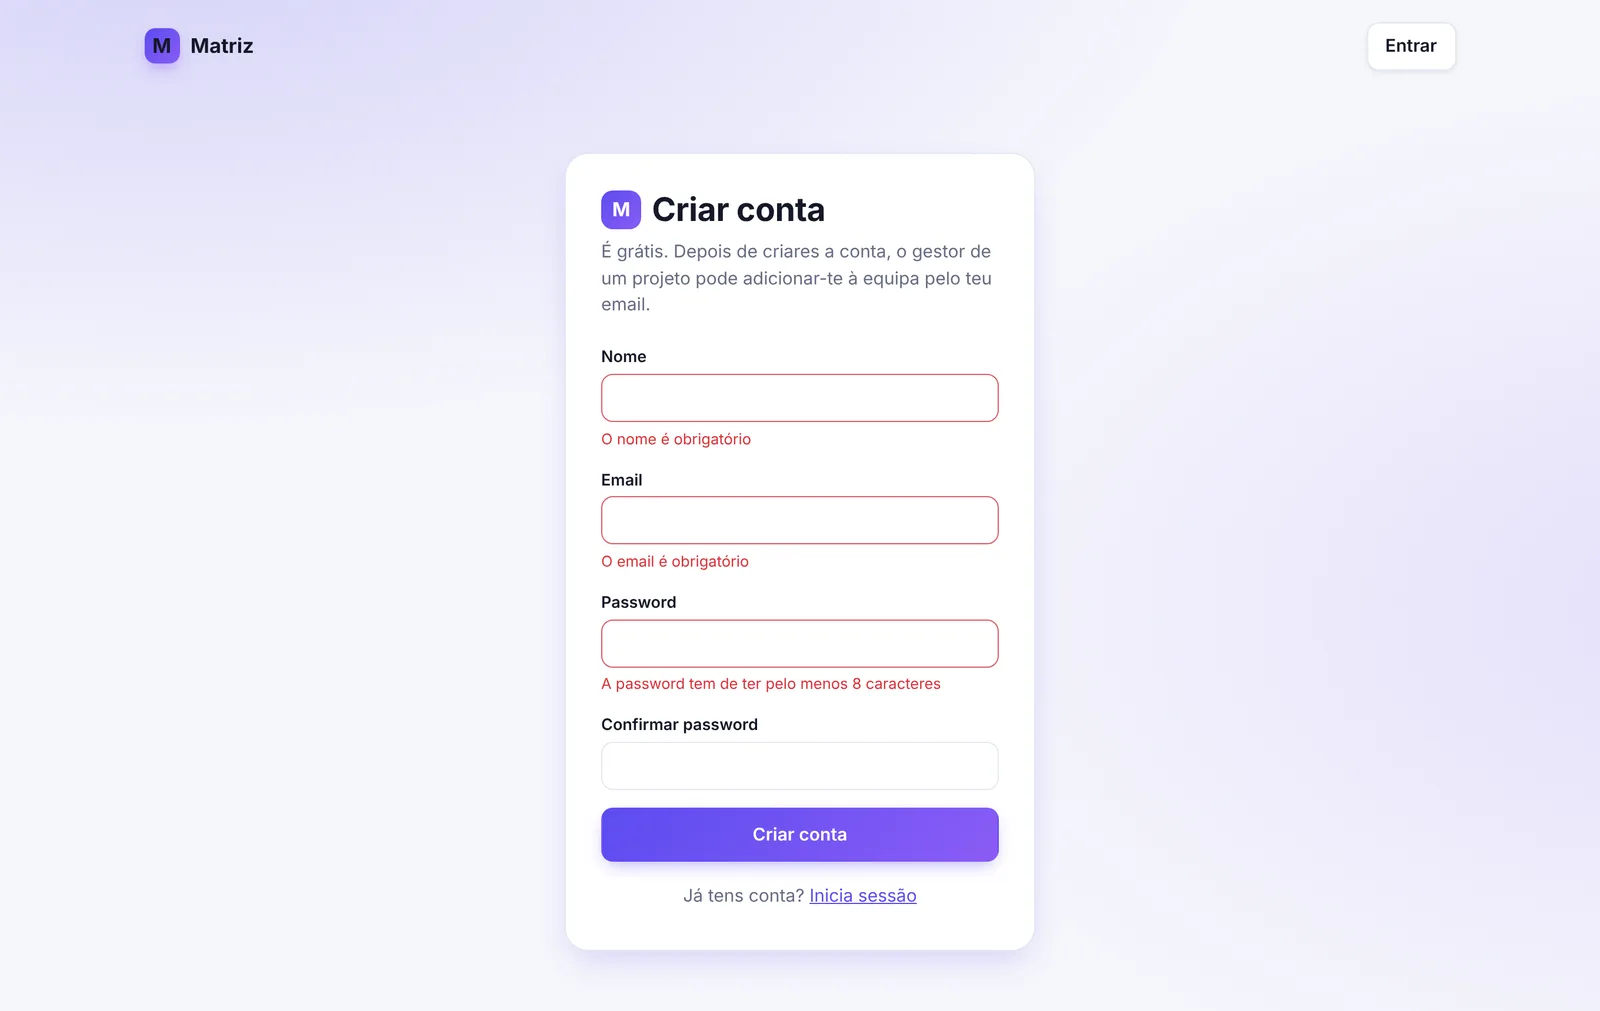 M Matriz
Entrar
M Criar conta
É grátis. Depois de criares a conta, o gestor de
um projeto pode adicionar-te à equipa pelo teu
email.
Nome
O nome é obrigatório
Email
O email é obrigatório
Password
A password tem de ter pelo menos 8 caracteres
Confirmar password
Criar conta
Já tens conta? Inicia sessão